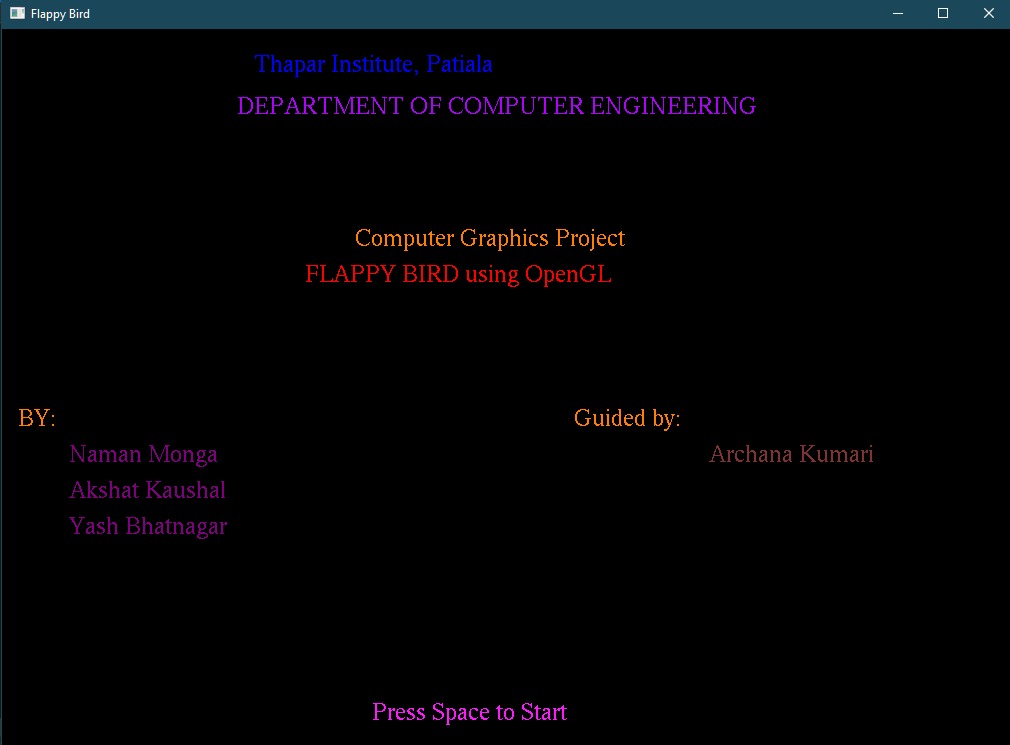 Flappy Bird
Thapar Institute, Patiala
DEPARTMENT OF COMPUTER ENGINEERING
Computer Graphics Project
FLAPPY BIRD using OpenGL
BY:
Naman Monga
Akshat Kaushal
Yash Bhatnagar
Guided by:
Archana Kumari
Press Space to Start